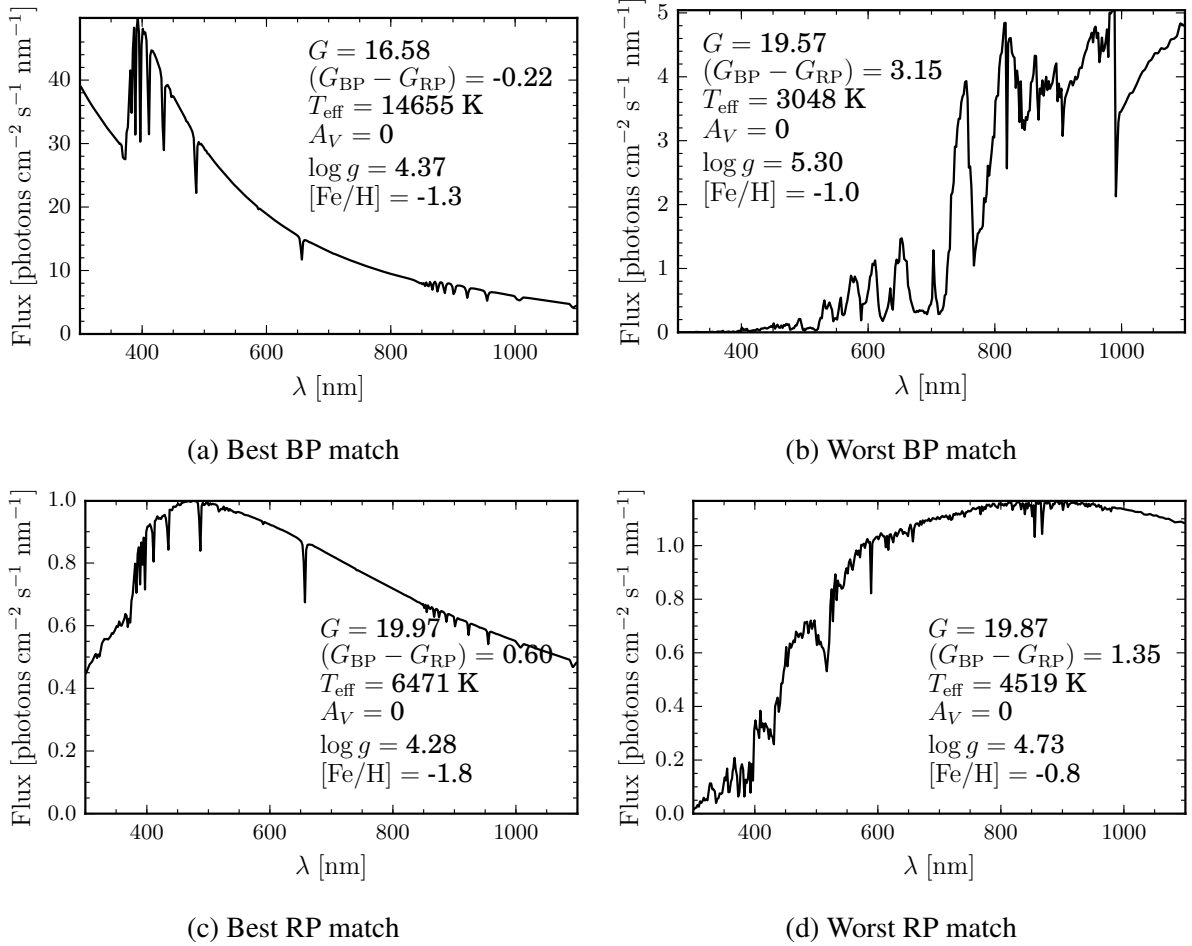 Flux [photons cm⁻² s⁻¹ nm⁻¹]
40
30
20
10
0
G = 16.58
(G_BP − G_RP) = -0.22
T_eff = 14655 K
A_V = 0
log g = 4.37
[Fe/H] = -1.3
400 600 800 1000
λ [nm]
(a) Best BP match
Flux [photons cm⁻² s⁻¹ nm⁻¹]
5
4
3
2
1
0
G = 19.57
(G_BP − G_RP) = 3.15
T_eff = 3048 K
A_V = 0
log g = 5.30
[Fe/H] = -1.0
400 600 800 1000
λ [nm]
(b) Worst BP match
Flux [photons cm⁻² s⁻¹ nm⁻¹]
1.0
0.8
0.6
0.4
0.2
0.0
G = 19.97
(G_BP − G_RP) = 0.60
T_eff = 6471 K
A_V = 0
log g = 4.28
[Fe/H] = -1.8
400 600 800 1000
λ [nm]
(c) Best RP match
Flux [photons cm⁻² s⁻¹ nm⁻¹]
1.0
0.8
0.6
0.4
0.2
0.0
G = 19.87
(G_BP − G_RP) = 1.35
T_eff = 4519 K
A_V = 0
log g = 4.73
[Fe/H] = -0.8
400 600 800 1000
λ [nm]
(d) Worst RP match